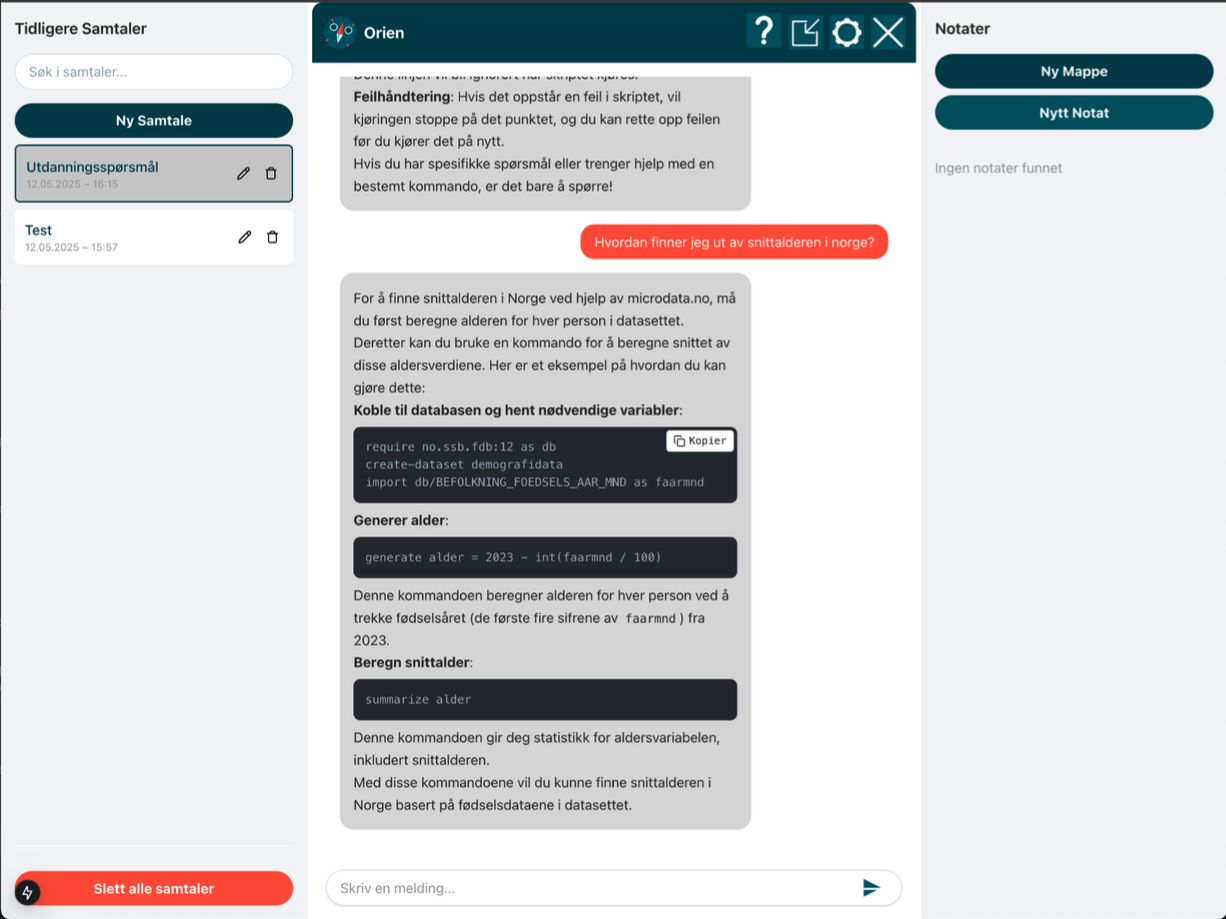 Tidligere Samtaler
Søk i samtaler...
Ny Samtale
Utdanningsspørsmål
12.05.2025 – 16:15
Test
12.05.2025 – 15:57
Slett alle samtaler
Orien
?
Denne linjen vil bli ignorert når skriptet kjøres.
Feilhåndtering: Hvis det oppstår en feil i skriptet, vil
kjøringen stoppe på det punktet, og du kan rette opp feilen
før du kjører det på nytt.
Hvis du har spesifikke spørsmål eller trenger hjelp med en
bestemt kommando, er det bare å spørre!
Hvordan finner jeg ut av snittalderen i norge?
For å finne snittalderen i Norge ved hjelp av microdata.no, må
du først beregne alderen for hver person i datasettet.
Deretter kan du bruke en kommando for å beregne snittet av
disse aldersverdiene. Her er et eksempel på hvordan du kan
gjøre dette:
Koble til databasen og hent nødvendige variabler:
Kopier
require no.ssb.fdb:12 as db
create-dataset demografidata
import db/BEFOLKNING_FOEDSELS_AAR_MND as faarmnd
Generer alder:
generate alder = 2023 - int(faarmnd / 100)
Denne kommandoen beregner alderen for hver person ved å
trekke fødselsåret (de første fire sifrene av faarmnd ) fra
2023.
Beregn snittalder:
summarize alder
Denne kommandoen gir deg statistikk for aldersvariabelen,
inkludert snittalderen.
Med disse kommandoene vil du kunne finne snittalderen i
Norge basert på fødselsdataene i datasettet.
Skriv en melding...
Notater
Ny Mappe
Nytt Notat
Ingen notater funnet